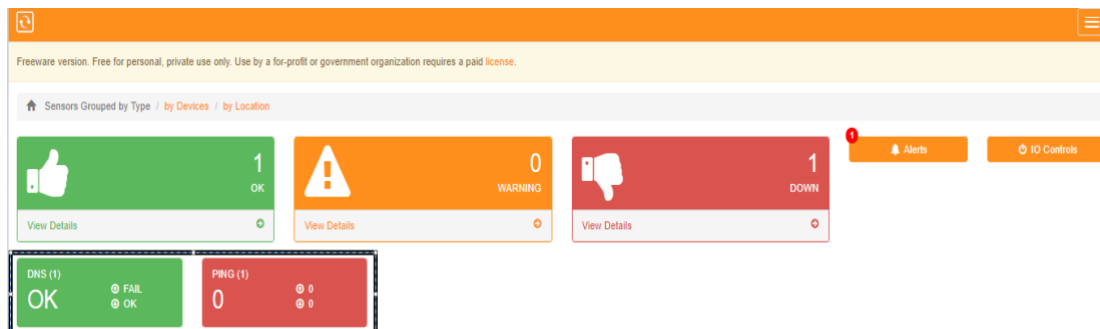 Freeware version. Free for personal, private use only. Use by a for-profit or government organization requires a paid license.
Sensors Grouped by Type / by Devices / by Location
1
OK
View Details
0
WARNING
View Details
1
DOWN
View Details
1
Alerts
IO Controls
DNS (1)
OK
FAIL
OK
PING (1)
0
0
0